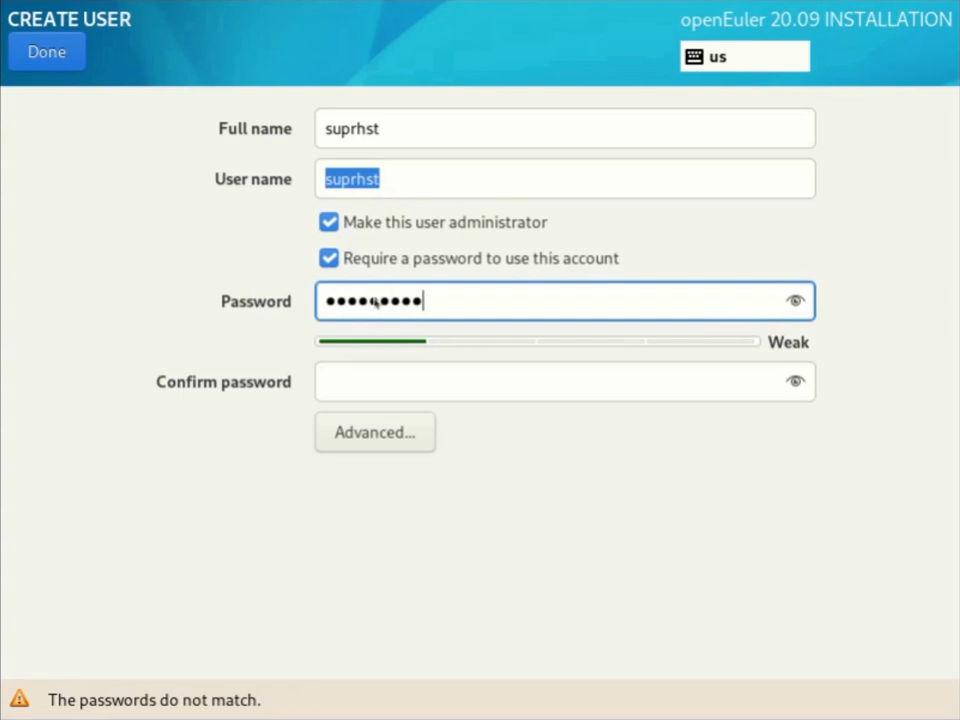 CREATE USER
openEuler 20.09 INSTALLATION
Done
us
Full name
suprhst
User name
suprhst
Make this user administrator
Require a password to use this account
Password
●●●●●●●●●
Weak
Confirm password
Advanced...
The passwords do not match.